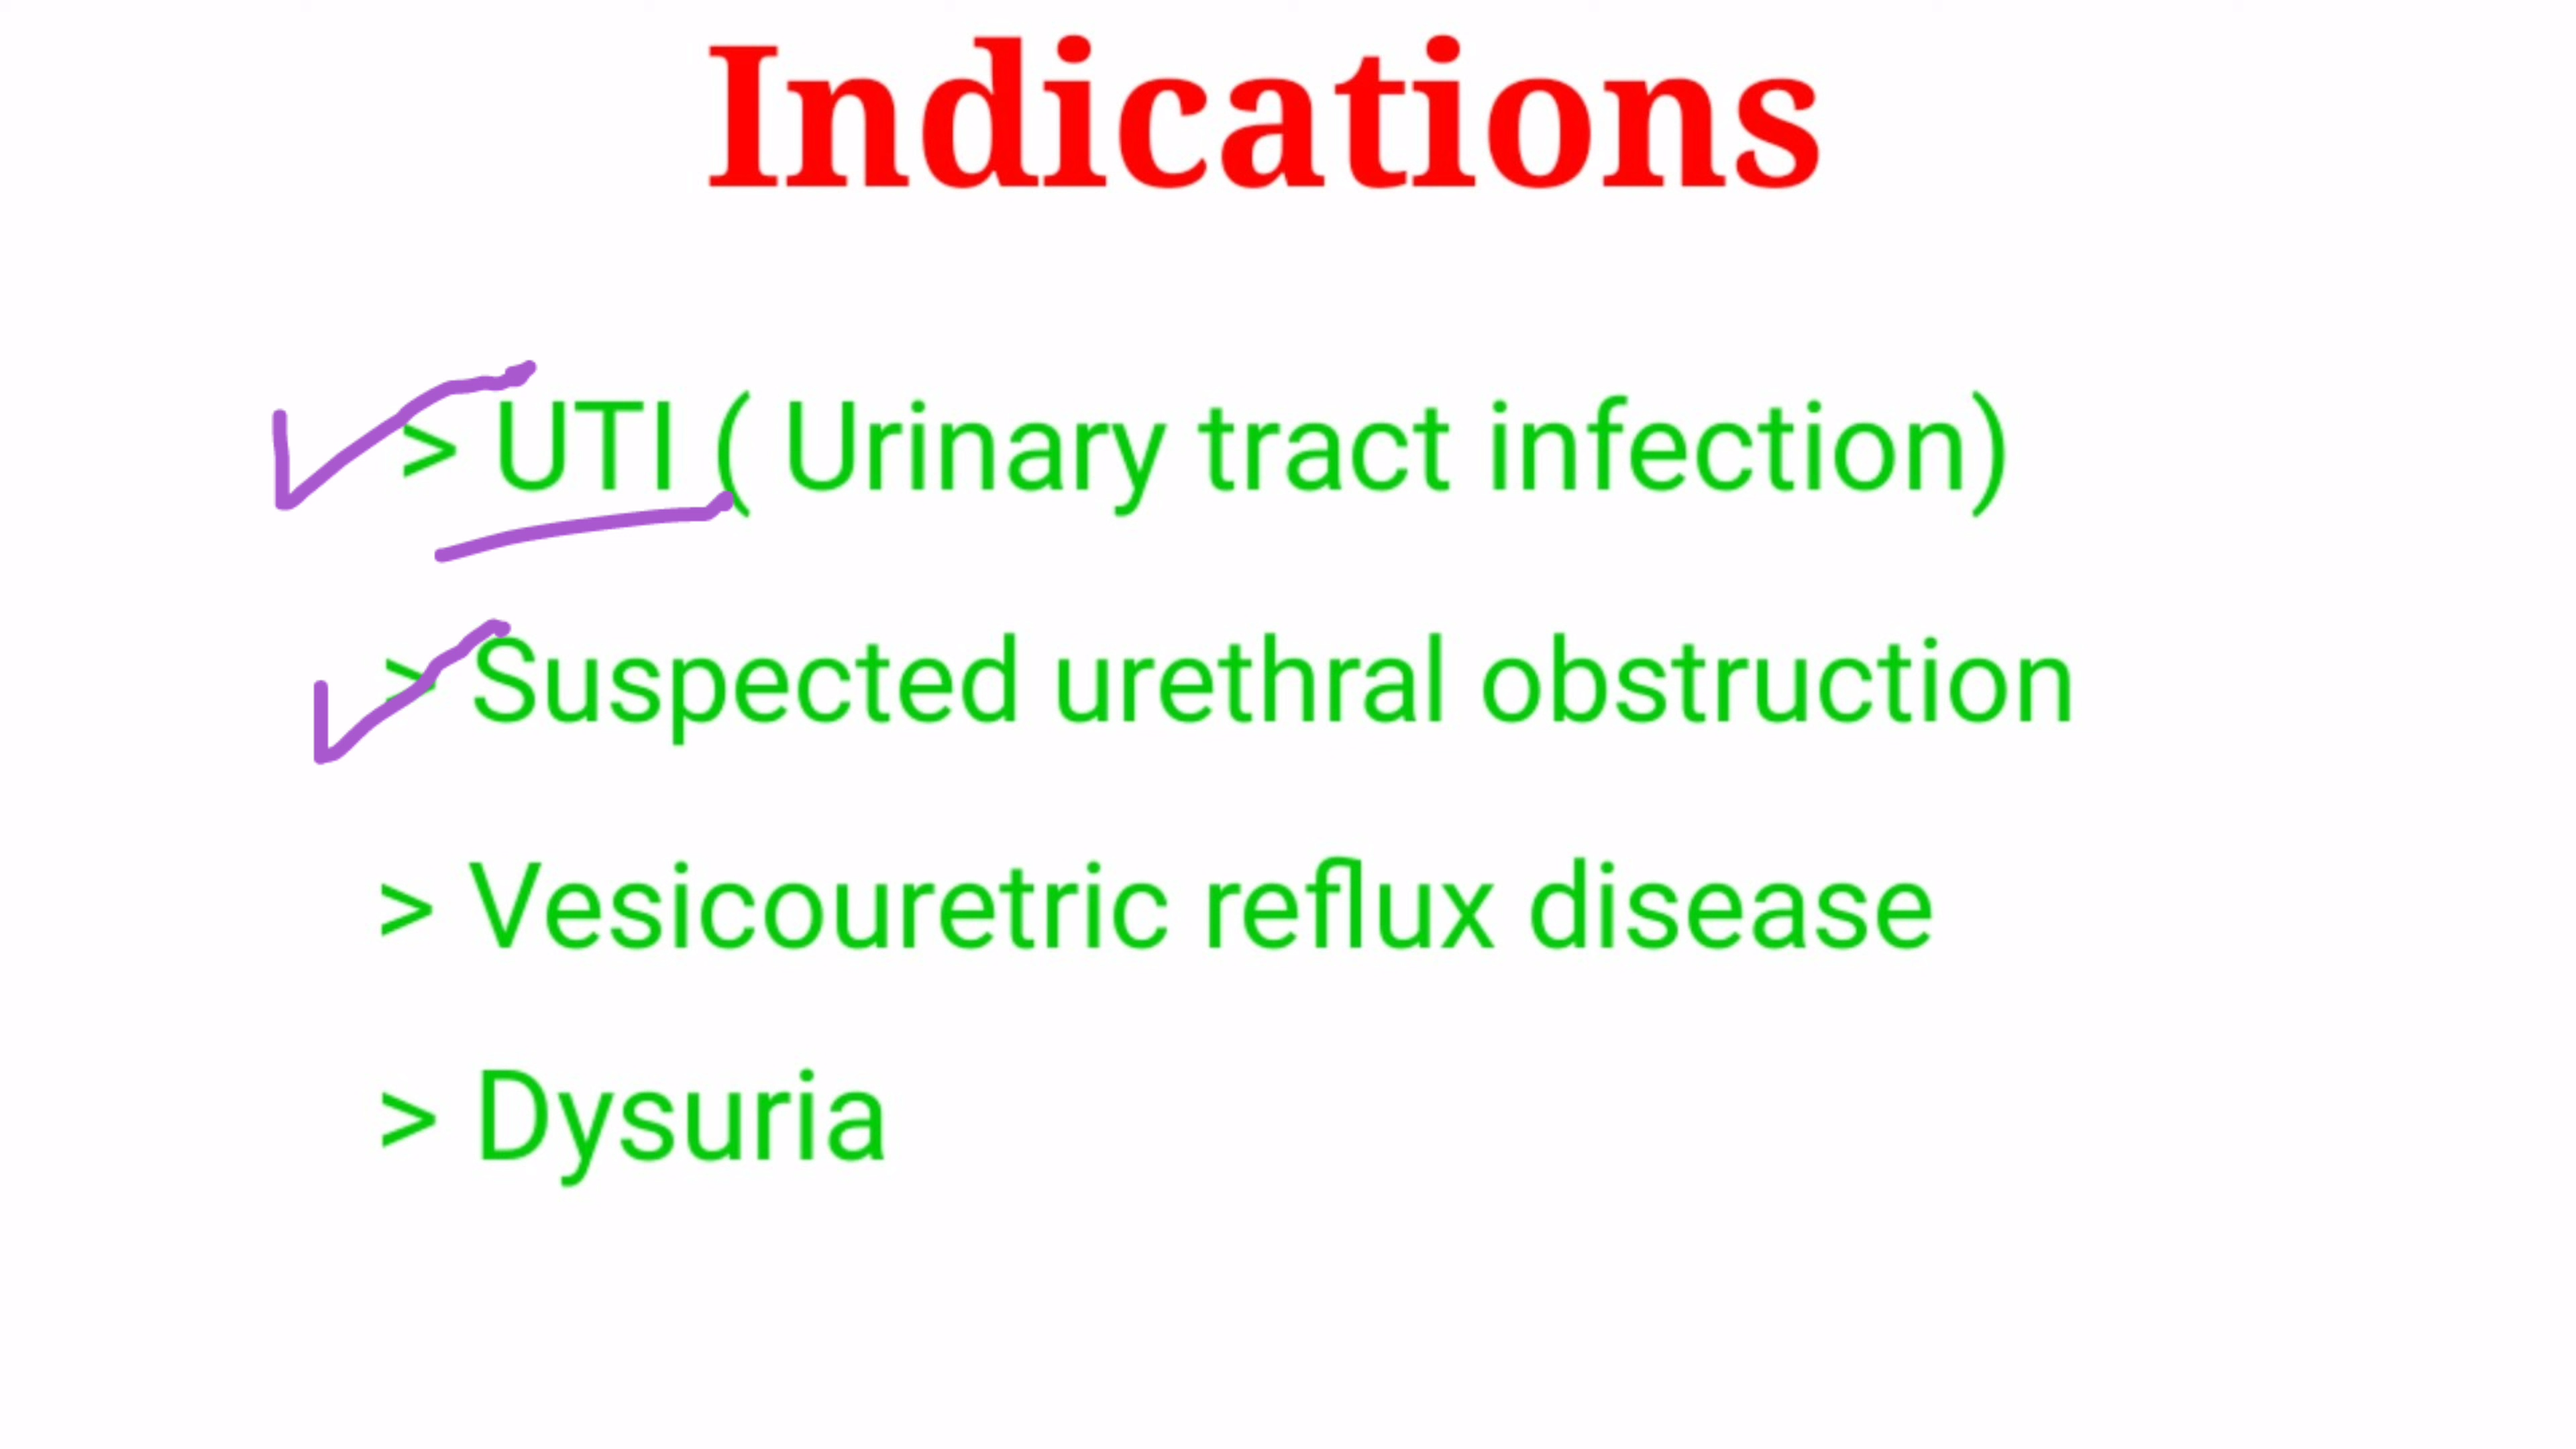 Indications
> UTI ( Urinary tract infection)
> Suspected urethral obstruction
> Vesicouretric reflux disease
> Dysuria